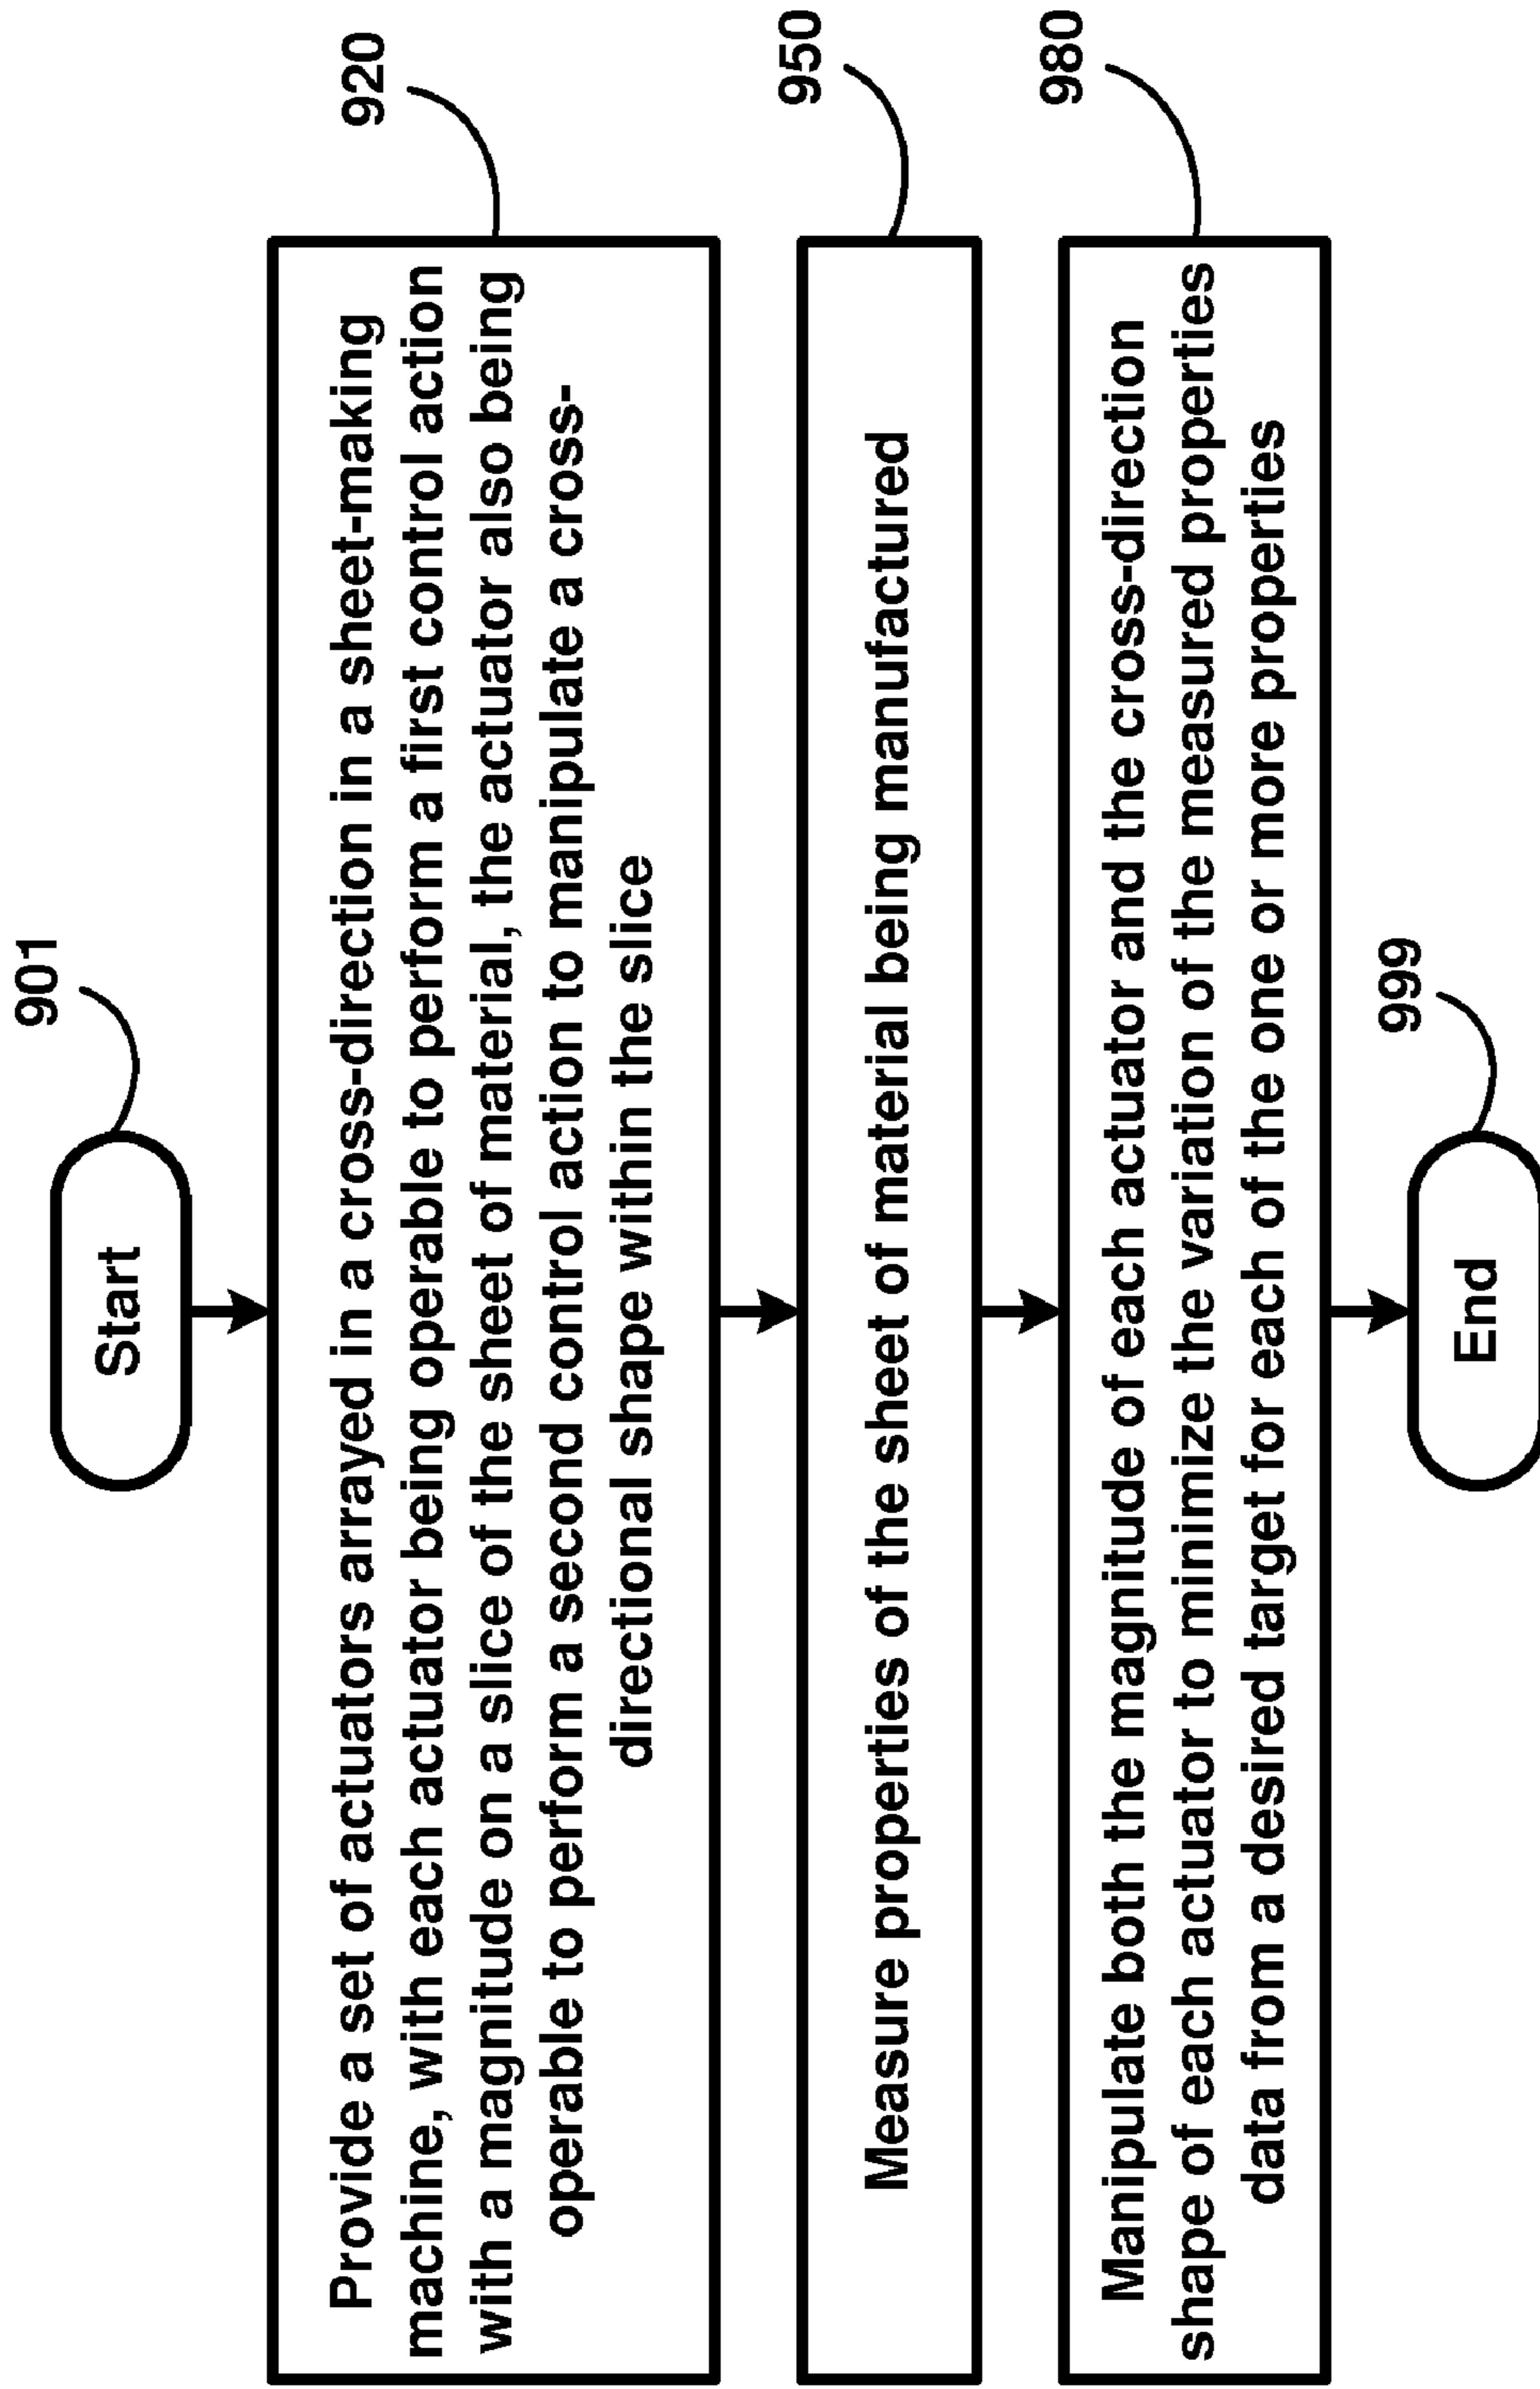 901
Start
920
Provide a set of actuators arrayed in a cross-direction in a sheet-making
machine, with each actuator being operable to perform a first control action
with a magnitude on a slice of the sheet of material, the actuator also being
operable to perform a second control action to manipulate a cross-
directional shape within the slice
950
Measure properties of the sheet of material being manufactured
980
Manipulate both the magnitude of each actuator and the cross-direction
shape of each actuator to minimize the variation of the measured properties
data from a desired target for each of the one or more properties
999
End